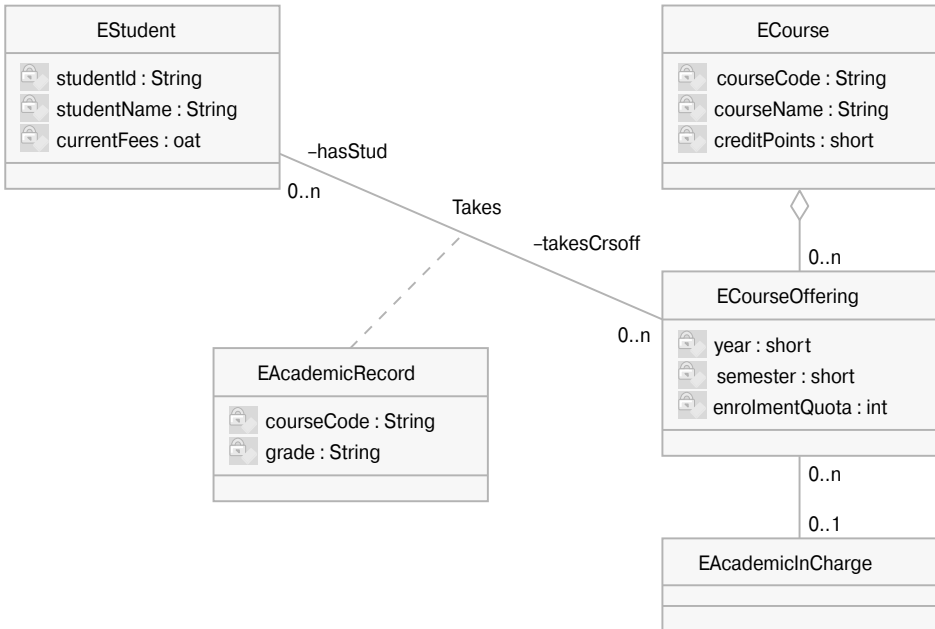 EStudent
studentId : String
studentName : String
currentFees : oat
ECourse
courseCode : String
courseName : String
creditPoints : short
–hasStud
0..n
Takes
–takesCrsoff
0..n
0..n
ECourseOffering
year : short
semester : short
enrolmentQuota : int
EAcademicRecord
courseCode : String
grade : String
0..n
0..1
EAcademicInCharge